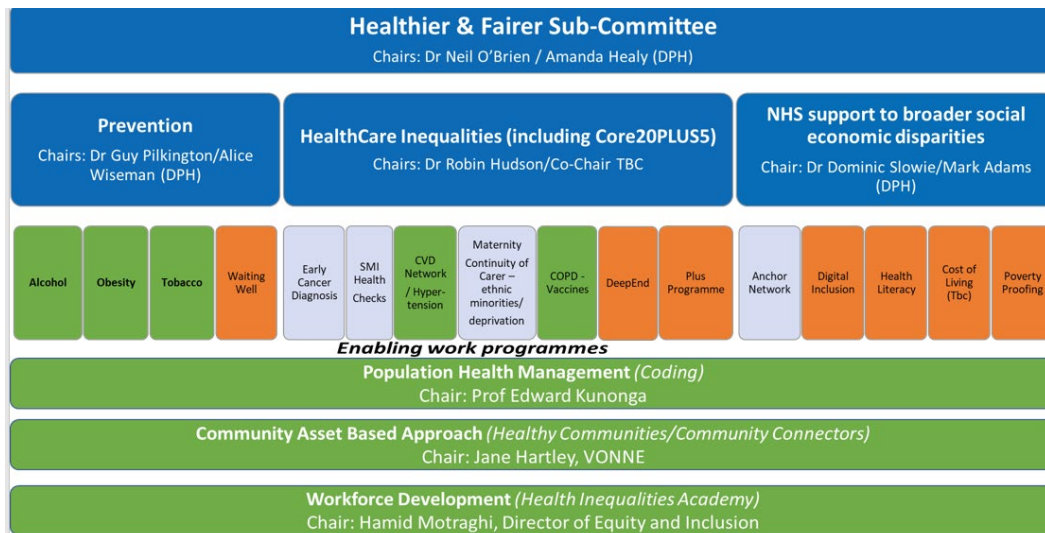 Healthier & Fairer Sub-Committee
Chairs: Dr Neil O'Brien / Amanda Healy (DPH)
Prevention
Chairs: Dr Guy Pilkington/Alice
Wiseman (DPH)
HealthCare Inequalities (including Core20PLUS5)
Chairs: Dr Robin Hudson/Co-Chair TBC
NHS support to broader social
economic disparities
Chair: Dr Dominic Slowie/Mark Adams
(DPH)
Alcohol
Obesity
Tobacco
Waiting
Well
Early
Cancer
Diagnosis
SMI
Health
Checks
CVD
Network
/ Hyper-
tension
Maternity
Continuity of
Carer –
ethnic
minorities/
deprivation
COPD -
Vaccines
DeepEnd
Plus
Programme
Anchor
Network
Digital
Inclusion
Health
Literacy
Cost of
Living
(Tbc)
Poverty
Proofing
Enabling work programmes
Population Health Management (Coding)
Chair: Prof Edward Kunonga
Community Asset Based Approach (Healthy Communities/Community Connectors)
Chair: Jane Hartley, VONNE
Workforce Development (Health Inequalities Academy)
Chair: Hamid Motraghi, Director of Equity and Inclusion